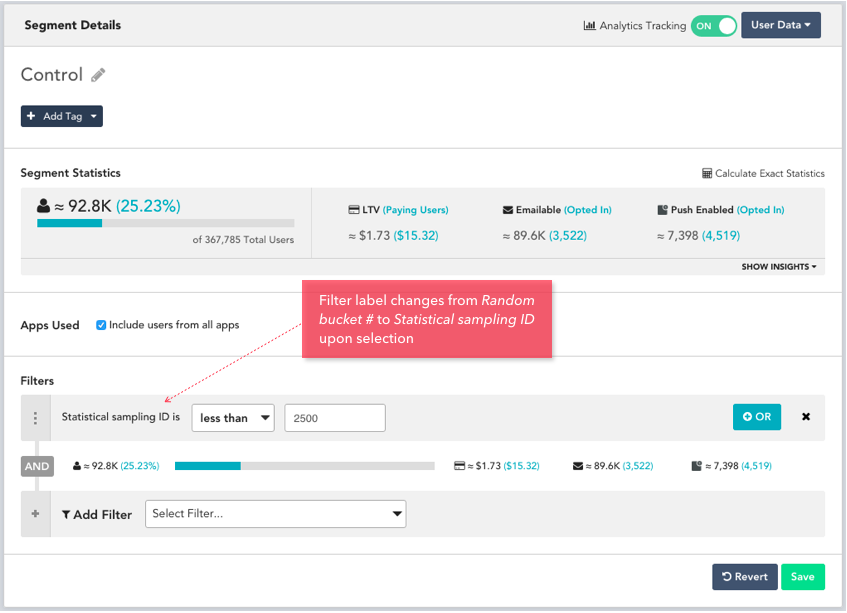 Segment Details
Analytics Tracking ON User Data
Control
+ Add Tag
Segment Statistics
Calculate Exact Statistics
≈ 92.8K (25.23%)
of 367,785 Total Users
LTV (Paying Users)
≈ $1.73 ($15.32)
Emailable (Opted In)
≈ 89.6K (3,522)
Push Enabled (Opted In)
≈ 7,398 (4,519)
SHOW INSIGHTS
Filter label changes from Random
bucket # to Statistical sampling ID
upon selection
Apps Used Include users from all apps
Filters
Statistical sampling ID is less than 2500 OR
AND ≈ 92.8K (25.23%) ≈ $1.73 ($15.32) ≈ 89.6K (3,522) ≈ 7,398 (4,519)
+ Add Filter Select Filter...
Revert Save